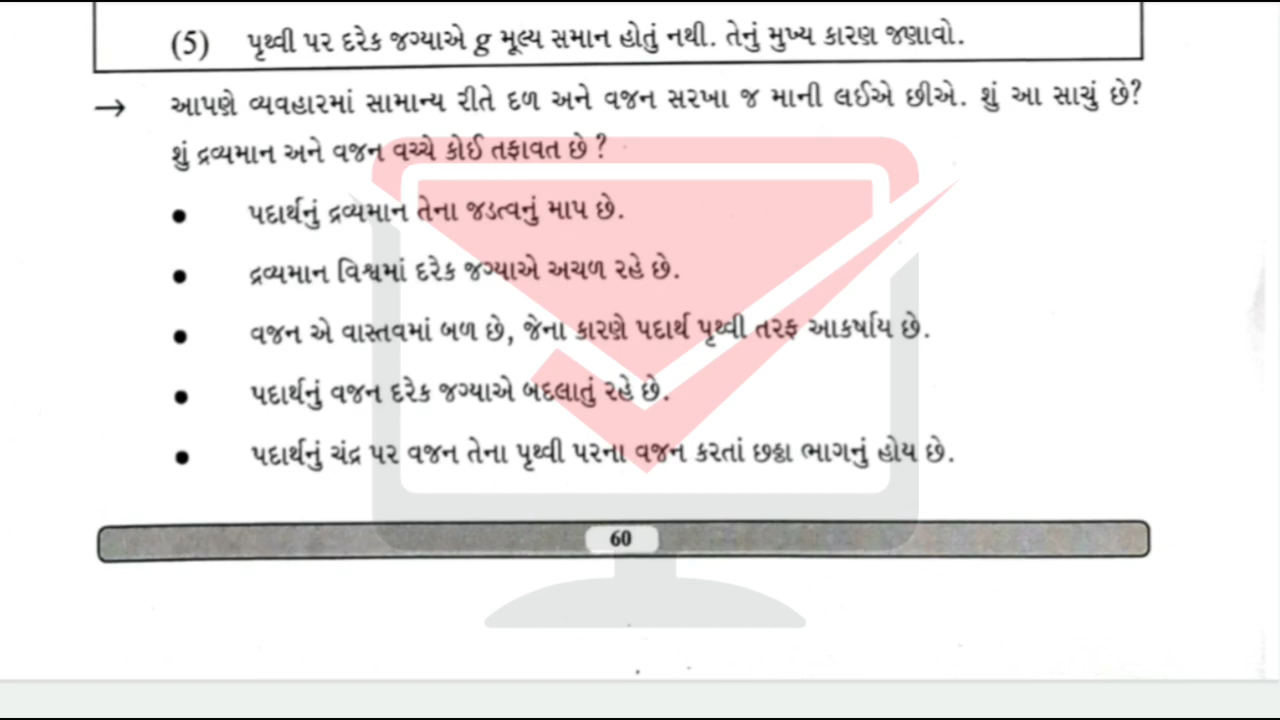 (5) પૃથ્વી પર દરેક જગ્યાએ g મૂલ્ય સમાન હોતું નથી. તેનું મુખ્ય કારણ જણાવો.
→ આપણે વ્યવહારમાં સામાન્ય રીતે દળ અને વજન સરખા જ માની લઈએ છીએ. શું આ સાચું છે?
શું દ્રવ્યમાન અને વજન વચ્ચે કોઈ તફાવત છે ?
• પદાર્થનું દ્રવ્યમાન તેના જડત્વનું માપ છે.
• દ્રવ્યમાન વિશ્વમાં દરેક જગ્યાએ અચળ રહે છે.
• વજન એ વાસ્તવમાં બળ છે, જેના કારણે પદાર્થ પૃથ્વી તરફ આકર્ષાય છે.
• પદાર્થનું વજન દરેક જગ્યાએ બદલાતું રહે છે.
• પદાર્થનું ચંદ્ર પર વજન તેના પૃથ્વી પરના વજન કરતાં છઠ્ઠા ભાગનું હોય છે.
60